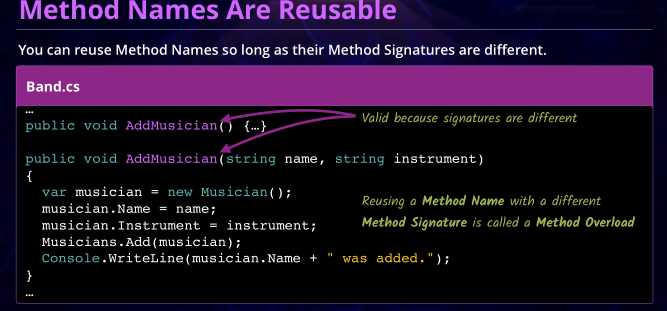 Method Names Are Reusable
You can reuse Method Names so long as their Method Signatures are different.
Band.cs
…
public void AddMusician() {…}
Valid because signatures are different
public void AddMusician(string name, string instrument)
{
var musician = new Musician();
musician.Name = name;
musician.Instrument = instrument;
Musicians.Add(musician);
Console.WriteLine(musician.Name + " was added.");
}
…
Reusing a Method Name with a different
Method Signature is called a Method Overload